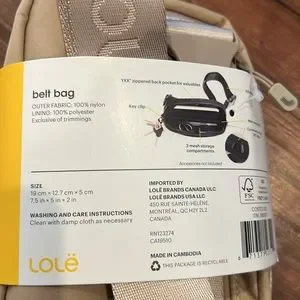 belt bag
OUTER FABRIC: 100% nylon
LINING: 100% polyester
Exclusive of trimmings
YKK® zippered back pocket for valuables
Key clip
2 mesh storage
compartments
Accessories not included
SIZE
19 cm × 12.7 cm × 5 cm
7.5 in × 5 in × 2 in
WASHING AND CARE INSTRUCTIONS
Clean with damp cloth as necessary
IMPORTED BY
LOLË BRANDS CANADA ULC
LOLË BRANDS USA LLC
450 RUE SAINTE-HÉLÈNE,
MONTRÉAL, QC H2Y 2L2
CANADA
RN123274
CA19510
MADE IN CAMBODIA
THIS PACKAGE IS RECYCLABLE
FSC
LOLË